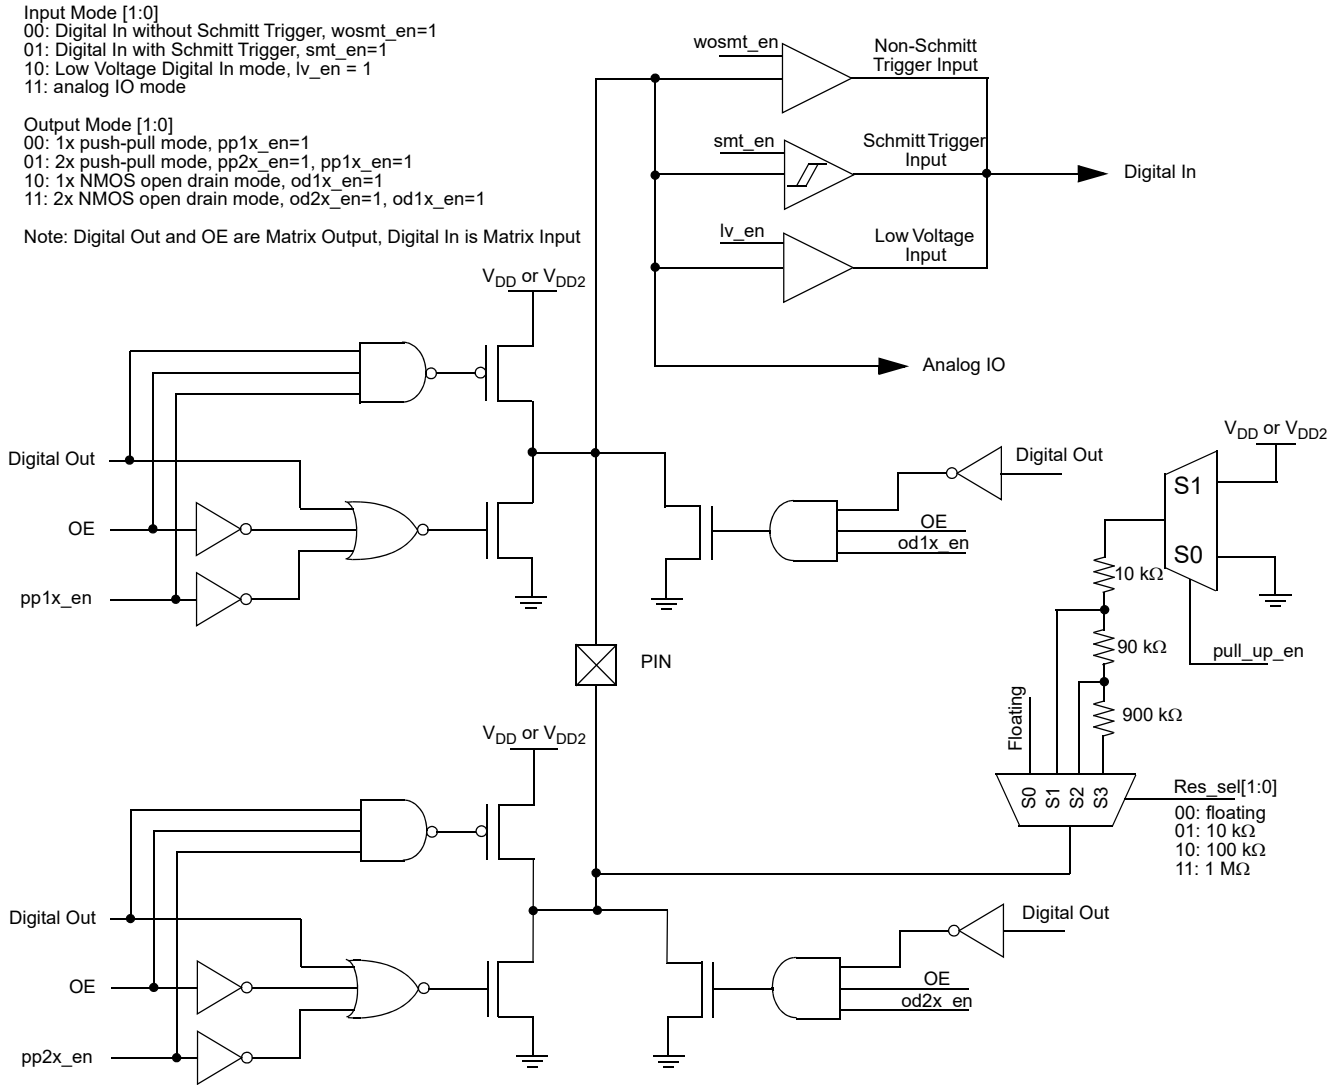 Input Mode [1:0]
00: Digital In without Schmitt Trigger, wosmt_en=1
01: Digital In with Schmitt Trigger, smt_en=1
10: Low Voltage Digital In mode, lv_en = 1
11: analog IO mode
Output Mode [1:0]
00: 1x push-pull mode, pp1x_en=1
01: 2x push-pull mode, pp2x_en=1, pp1x_en=1
10: 1x NMOS open drain mode, od1x_en=1
11: 2x NMOS open drain mode, od2x_en=1, od1x_en=1
Note: Digital Out and OE are Matrix Output, Digital In is Matrix Input
wosmt_en
Non-Schmitt
Trigger Input
smt_en
Schmitt Trigger
Input
Digital In
lv_en
Low Voltage
Input
Analog IO
VDD or VDD2
Digital Out
OE
pp1x_en
Digital Out
OE
od1x_en
VDD or VDD2
S1
S0
10 kΩ
90 kΩ
900 kΩ
pull_up_en
PIN
Floating
S0
S1
S2
S3
Res_sel[1:0]
00: floating
01: 10 kΩ
10: 100 kΩ
11: 1 MΩ
VDD or VDD2
Digital Out
OE
pp2x_en
Digital Out
OE
od2x_en